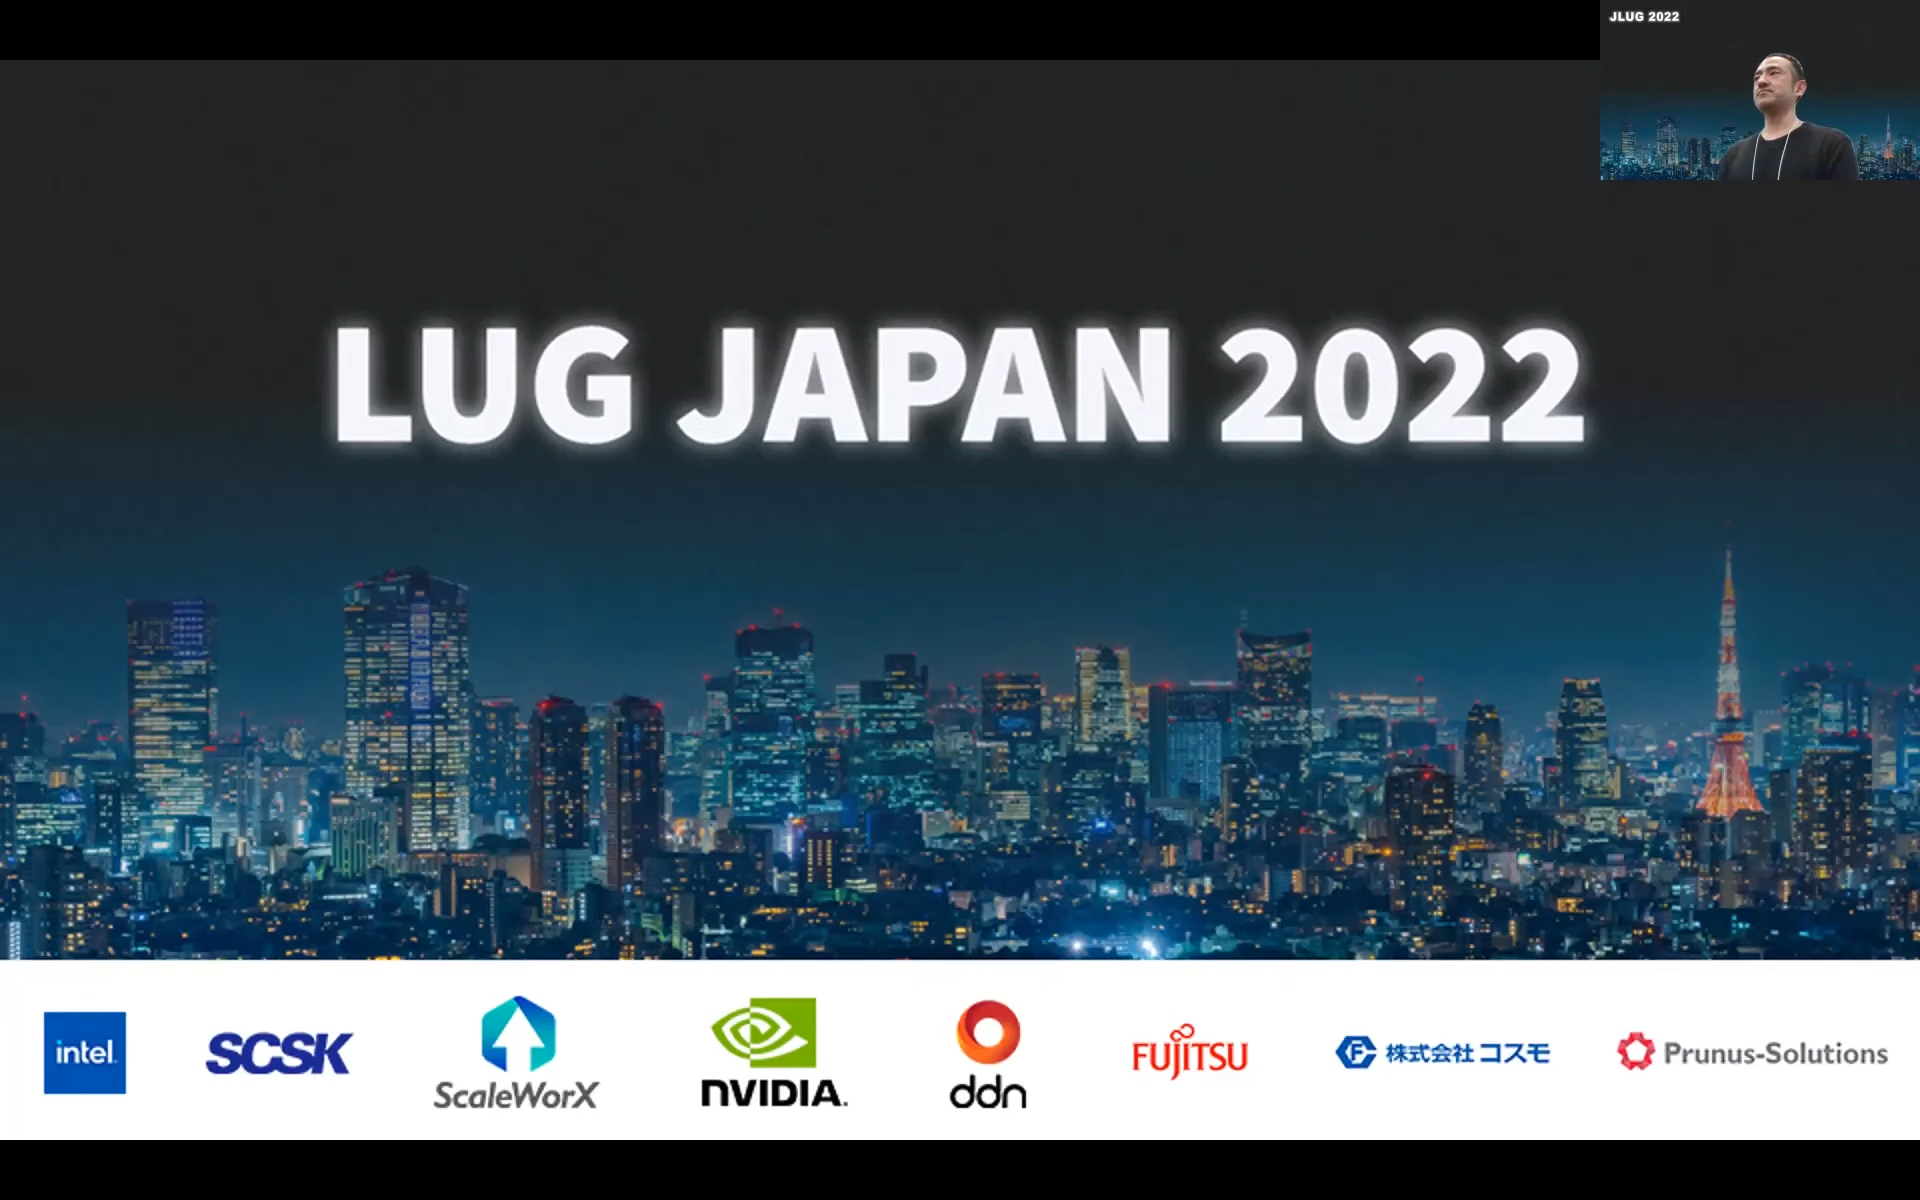 JLUG 2022
LUG JAPAN 2022
intel.
SCSK
ScaleWorX
NVIDIA.
ddn
FUJITSU
株式会社 コスモ
Prunus-Solutions